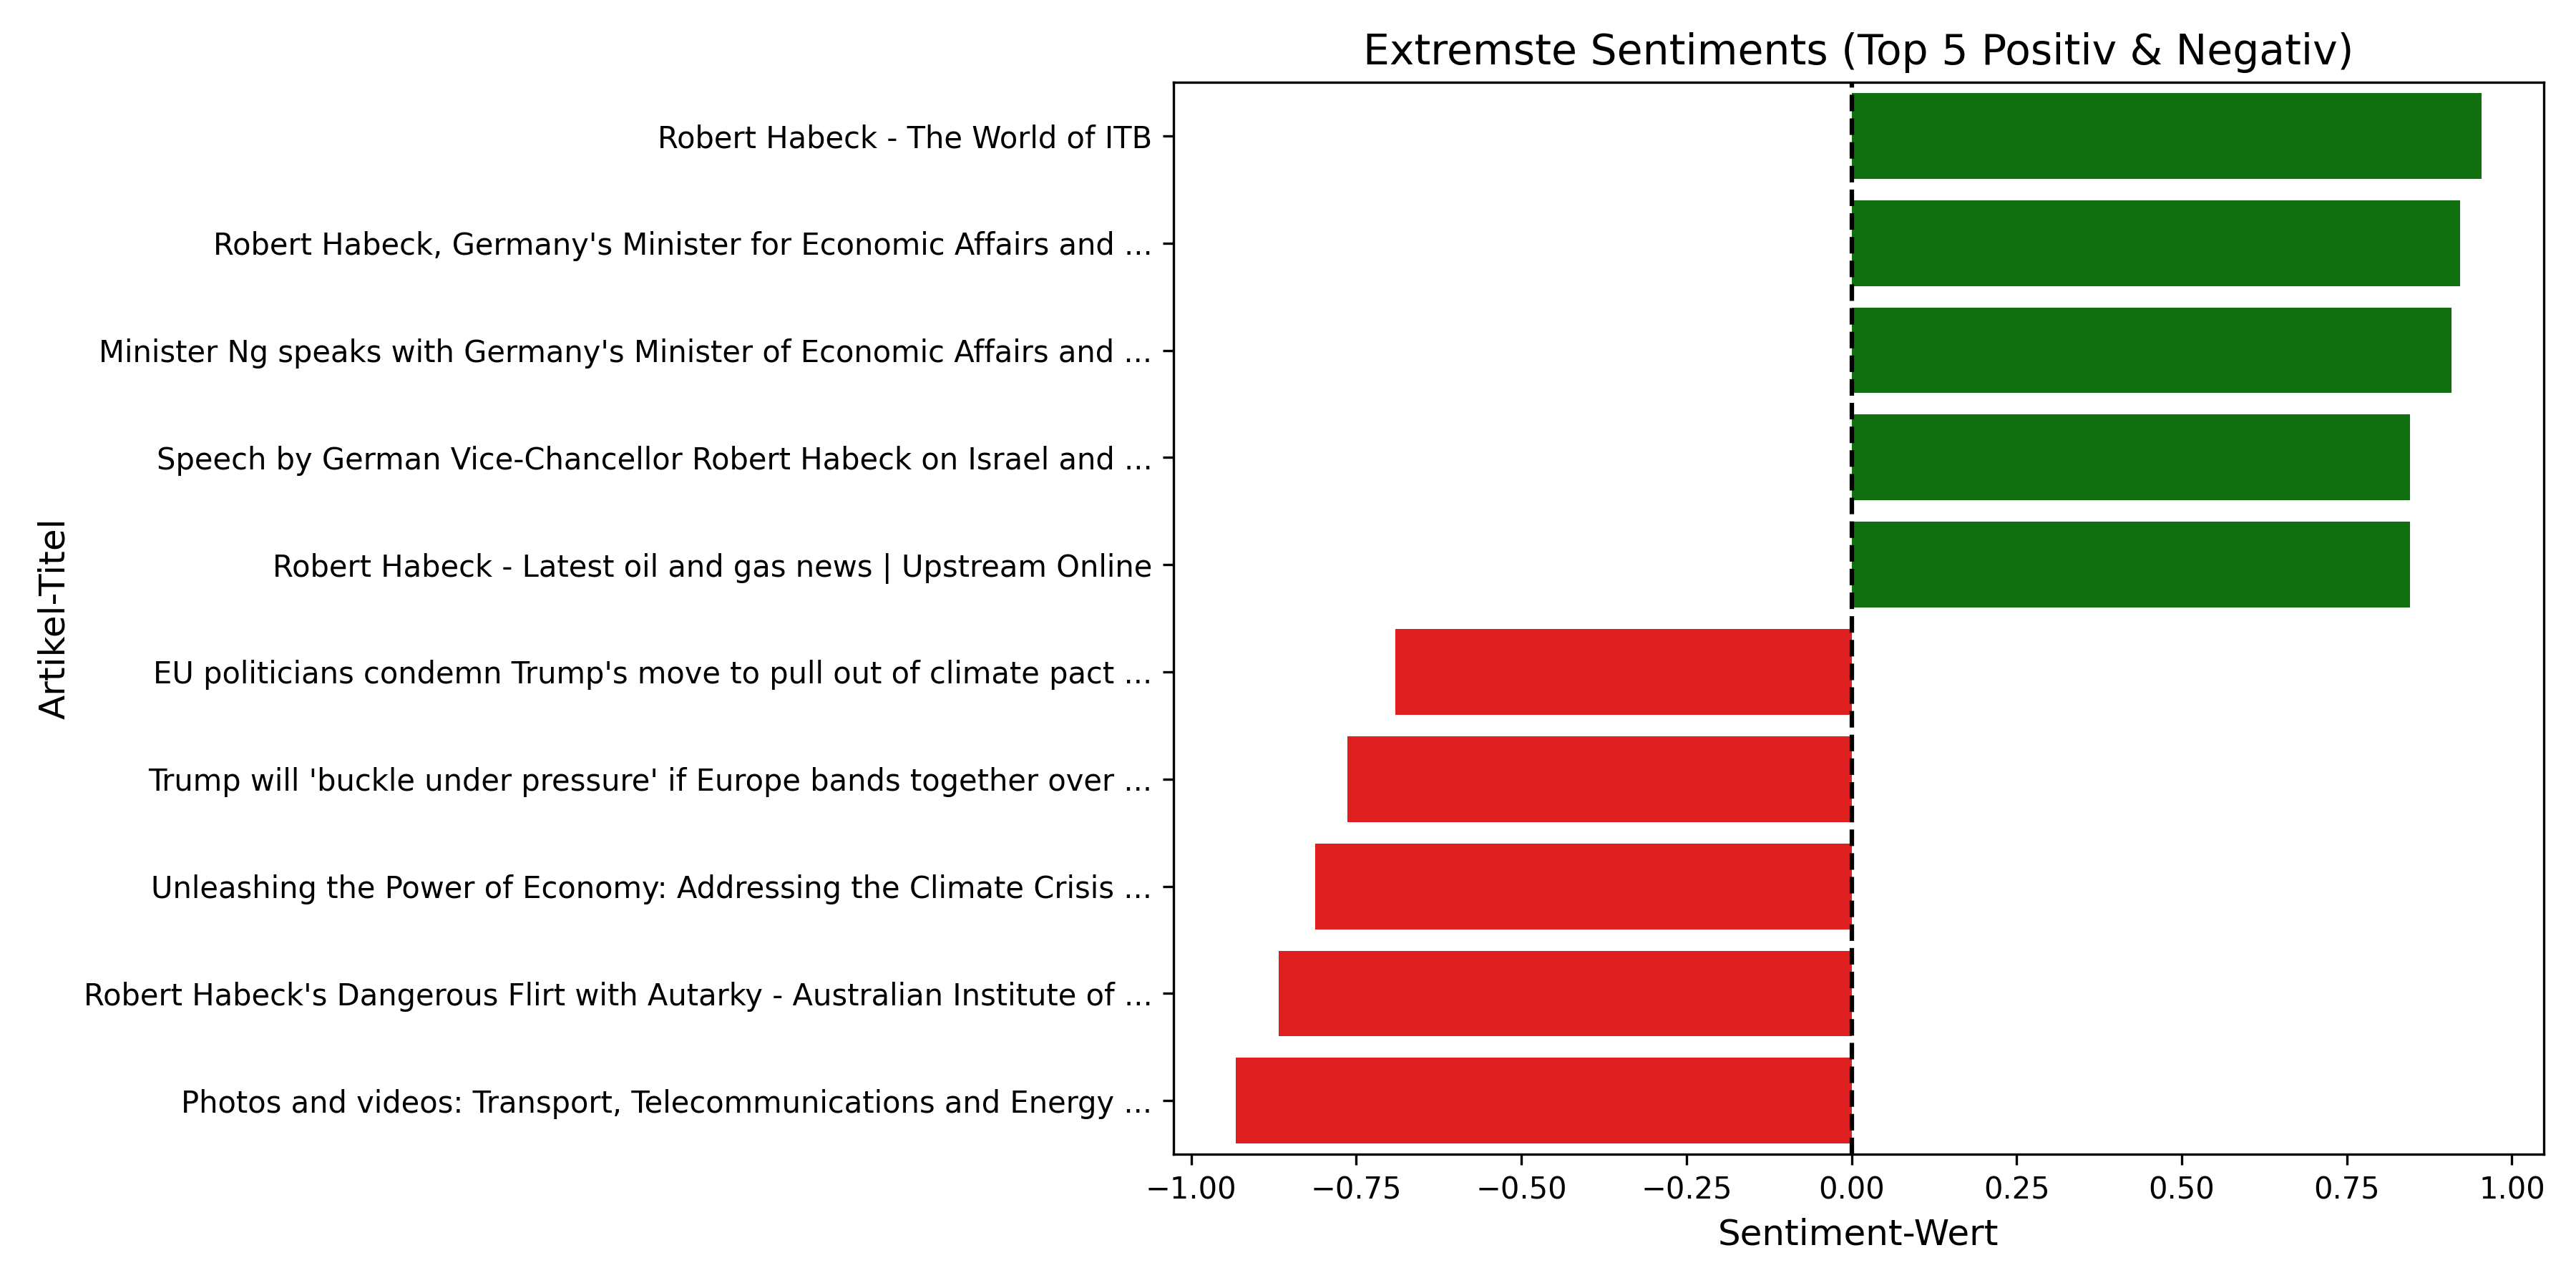 Extremste Sentiments (Top 5 Positiv & Negativ)
Artikel-Titel
Robert Habeck - The World of ITB
Robert Habeck, Germany's Minister for Economic Affairs and ...
Minister Ng speaks with Germany's Minister of Economic Affairs and ...
Speech by German Vice-Chancellor Robert Habeck on Israel and ...
Robert Habeck - Latest oil and gas news | Upstream Online
EU politicians condemn Trump's move to pull out of climate pact ...
Trump will 'buckle under pressure' if Europe bands together over ...
Unleashing the Power of Economy: Addressing the Climate Crisis ...
Robert Habeck's Dangerous Flirt with Autarky - Australian Institute of ...
Photos and videos: Transport, Telecommunications and Energy ...
−1.00 −0.75 −0.50 −0.25 0.00 0.25 0.50 0.75 1.00
Sentiment-Wert